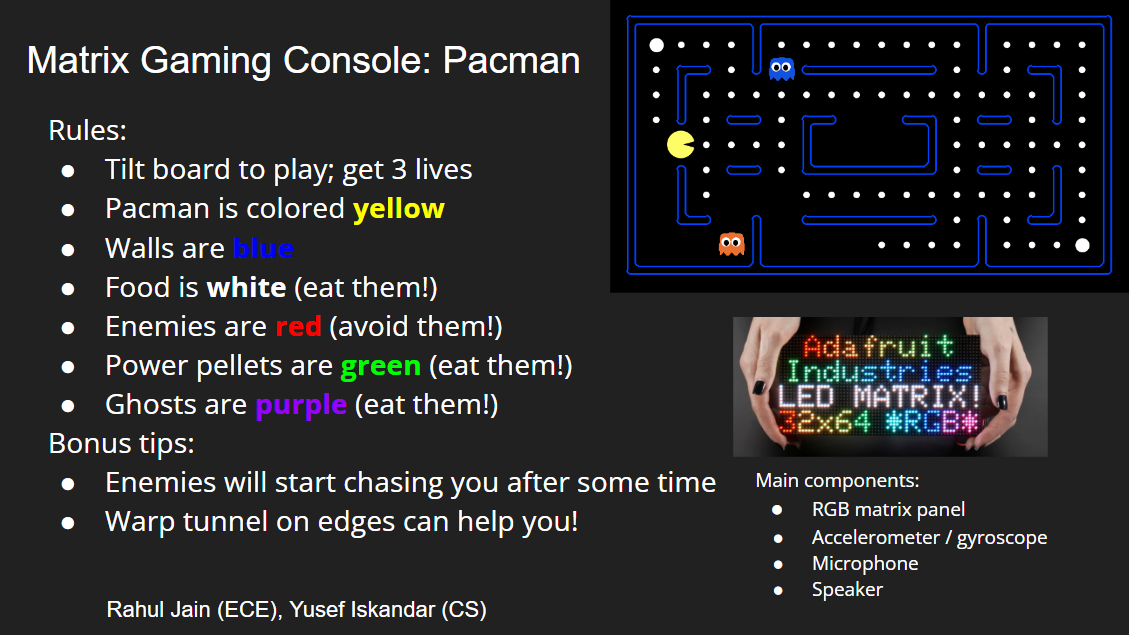 Matrix Gaming Console: Pacman
Rules:
● Tilt board to play; get 3 lives
● Pacman is colored yellow
● Walls are blue
● Food is white (eat them!)
● Enemies are red (avoid them!)
● Power pellets are green (eat them!)
● Ghosts are purple (eat them!)
Bonus tips:
● Enemies will start chasing you after some time
● Warp tunnel on edges can help you!
Rahul Jain (ECE), Yusef Iskandar (CS)
Adafruit
Industries
LED MATRIX!
32x64 *RGB*
Main components:
● RGB matrix panel
● Accelerometer / gyroscope
● Microphone
● Speaker